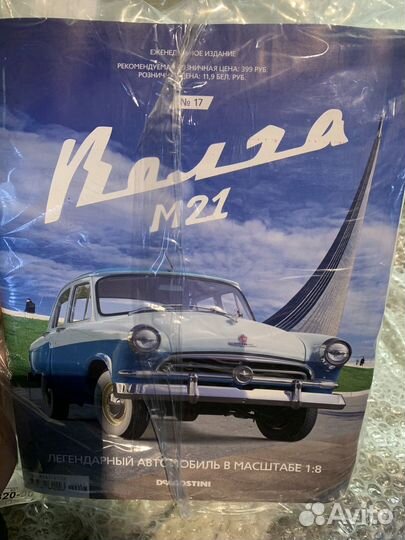 ЕЖЕНЕДЕЛЬНОЕ ИЗДАНИЕ
РЕКОМЕНДУЕМАЯ РОЗНИЧНАЯ ЦЕНА: 399 РУБ.
РОЗНИЧНАЯ ЦЕНА: 11,9 БЕЛ. РУБ.
№ 17
Волга
М21
ЛЕГЕНДАРНЫЙ АВТОМОБИЛЬ В МАСШТАБЕ 1:8
DEAGOSTINI
Avito